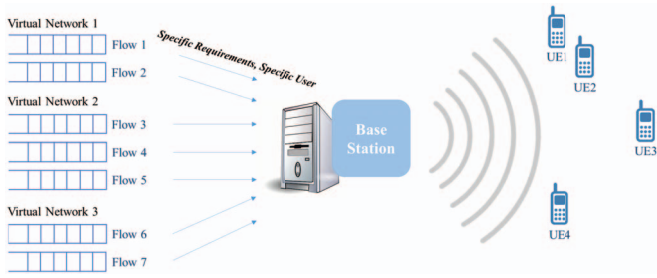 Virtual Network 1
Flow 1
Flow 2
Specific Requirements, Specific User
Virtual Network 2
Flow 3
Flow 4
Flow 5
Virtual Network 3
Flow 6
Flow 7
Base
Station
UE1
UE2
UE3
UE4